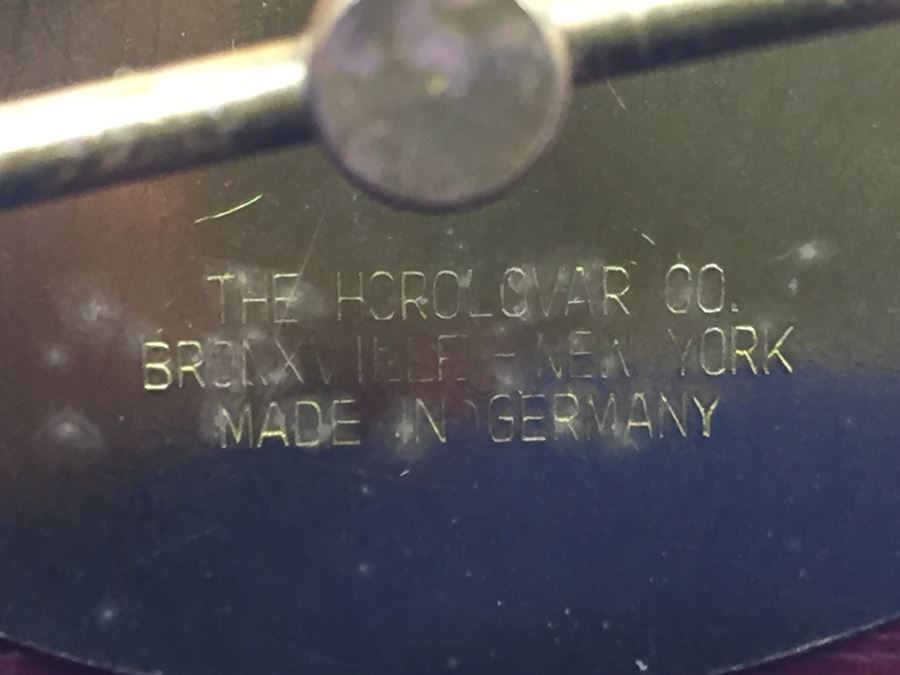 THE HOROLOVAR CO.
BRONXVILLE - NEW YORK
MADE IN GERMANY